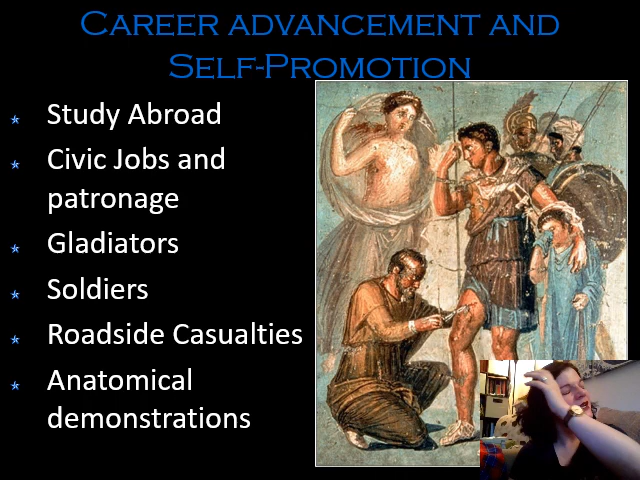 Career advancement and
Self-Promotion
Study Abroad
Civic Jobs and
patronage
Gladiators
Soldiers
Roadside Casualties
Anatomical
demonstrations